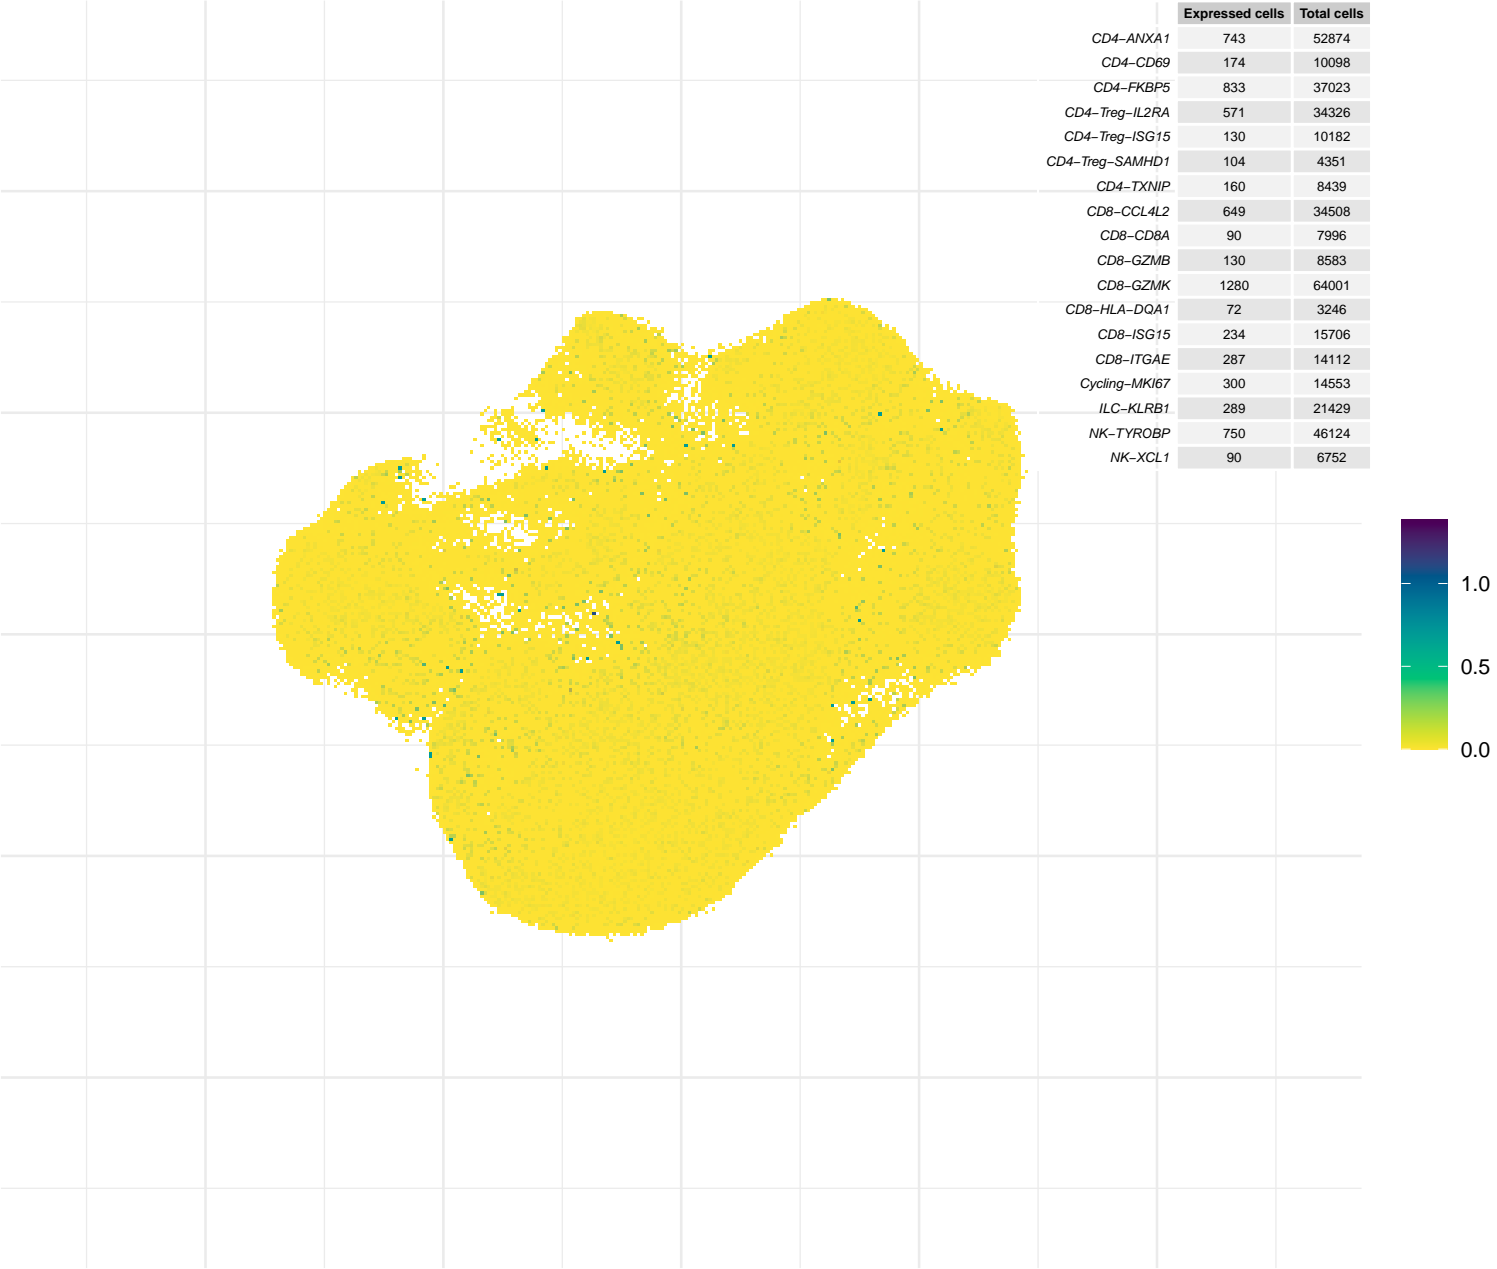 Expressed cells Total cells
CD4−ANXA1 743 52874
CD4−CD69 174 10098
CD4−FKBP5 833 37023
CD4−Treg−IL2RA 571 34326
CD4−Treg−ISG15 130 10182
CD4−Treg−SAMHD1 104 4351
CD4−TXNIP 160 8439
CD8−CCL4L2 649 34508
CD8−CD8A 90 7996
CD8−GZMB 130 8583
CD8−GZMK 1280 64001
CD8−HLA−DQA1 72 3246
CD8−ISG15 234 15706
CD8−ITGAE 287 14112
Cycling−MKI67 300 14553
ILC−KLRB1 289 21429
NK−TYROBP 750 46124
NK−XCL1 90 6752
1.0
0.5
0.0